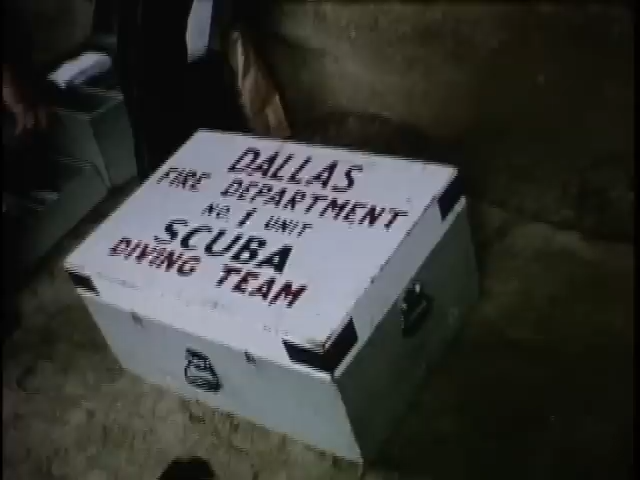 DALLAS
FIRE DEPARTMENT
NO. 1 UNIT
SCUBA
DIVING TEAM